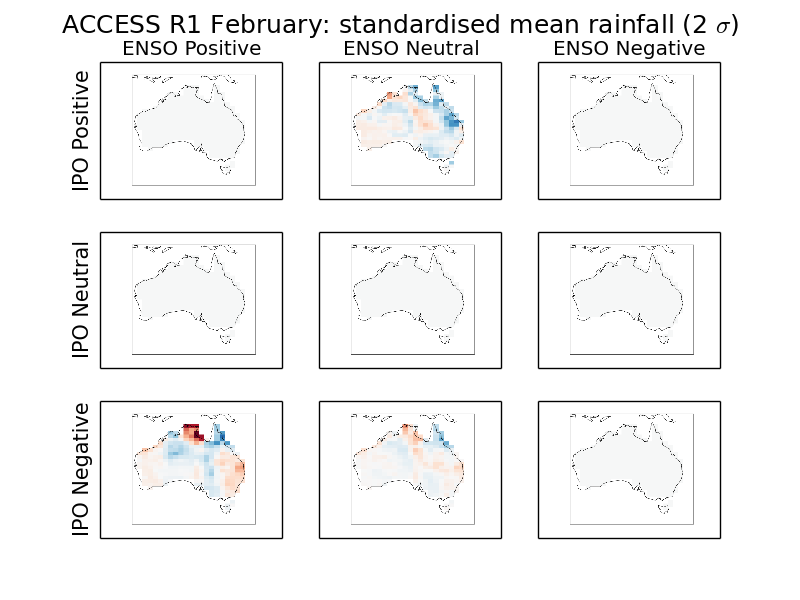 ACCESS R1 February: standardised mean rainfall (2 σ)
ENSO Positive ENSO Neutral ENSO Negative
IPO Positive
IPO Neutral
IPO Negative